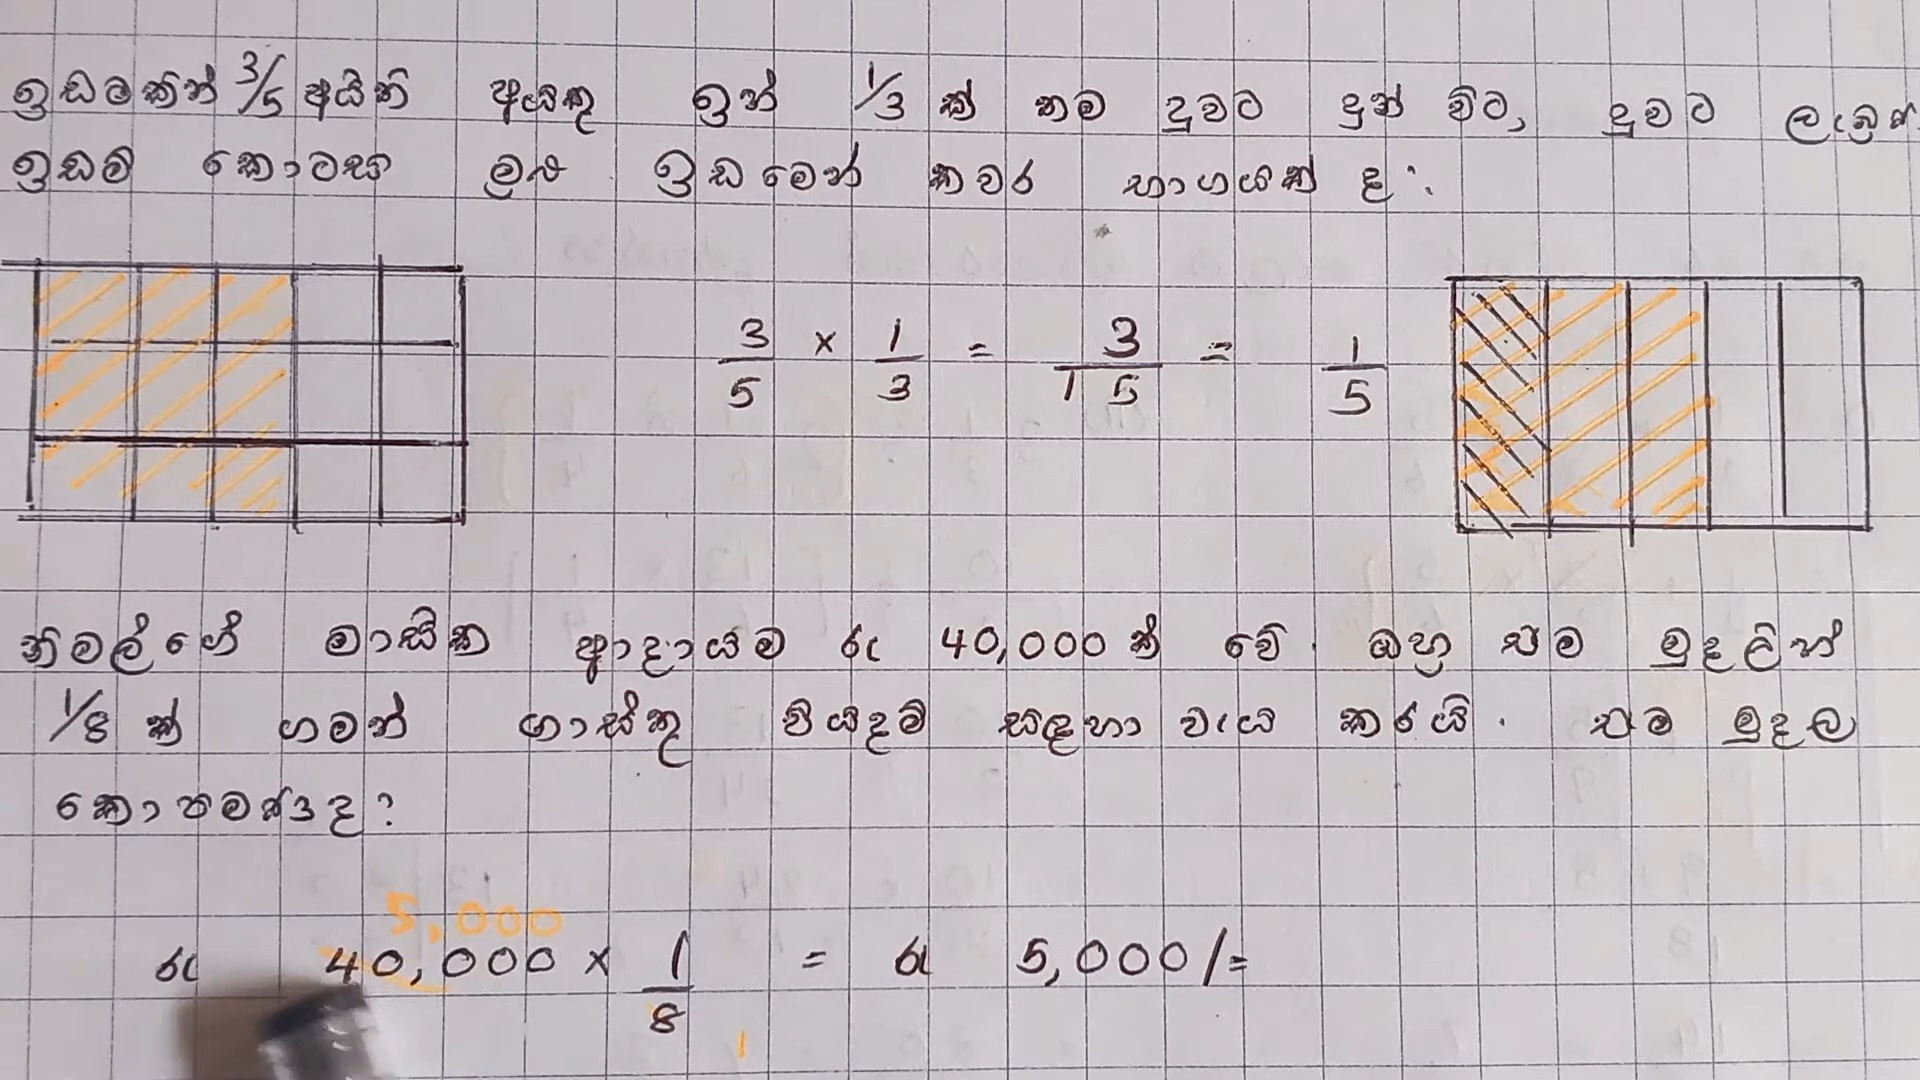 ඉඩමකින් 3/5 අයිති අයකු ඉන් 1/3 ක් තම දුවට දුන් විට, දුවට ලැබුන්
ඉඩම් කොටස මුළු ඉඩමෙන් කවර භාගයක් ද.
3/5 × 1/3 = 3/15 = 1/5
නිමල්ගේ මාසික ආදායම රු 40,000 ක් වේ. ඔහු එම මුදලින්
1/8 ක් ගමන් ගාස්තු වියදම් සඳහා වැය කරයි. එම මුදල
කොපමණද?
5,000
රු 40,000 × 1/8 = රු 5,000/=
1